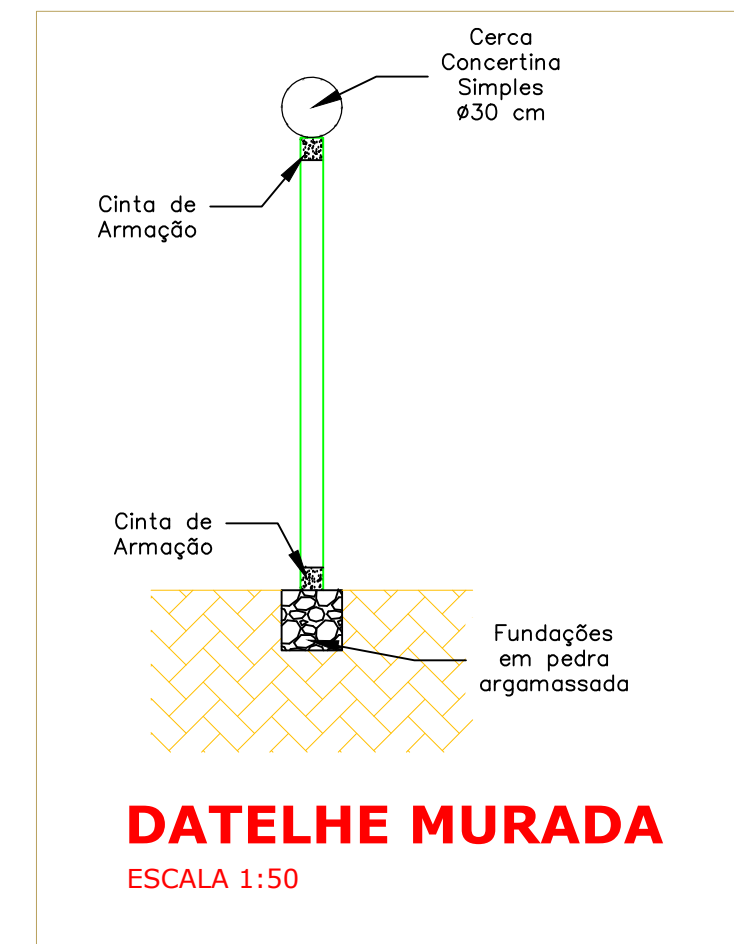 Cerca
Concertina
Simples
Ø30 cm
Cinta de
Armação
Cinta de
Armação
Fundações
em pedra
argamassada
DATELHE MURADA
ESCALA 1:50